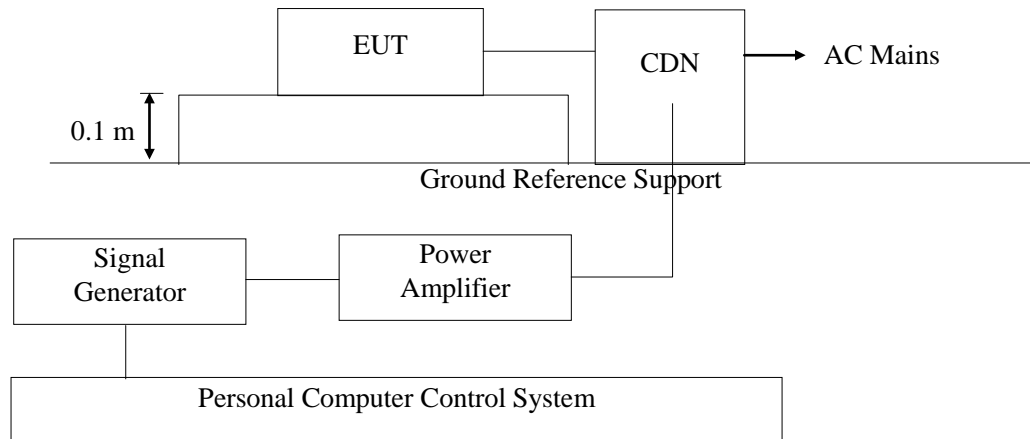 EUT
CDN
AC Mains
0.1 m
Ground Reference Support
Signal
Generator
Power
Amplifier
Personal Computer Control System